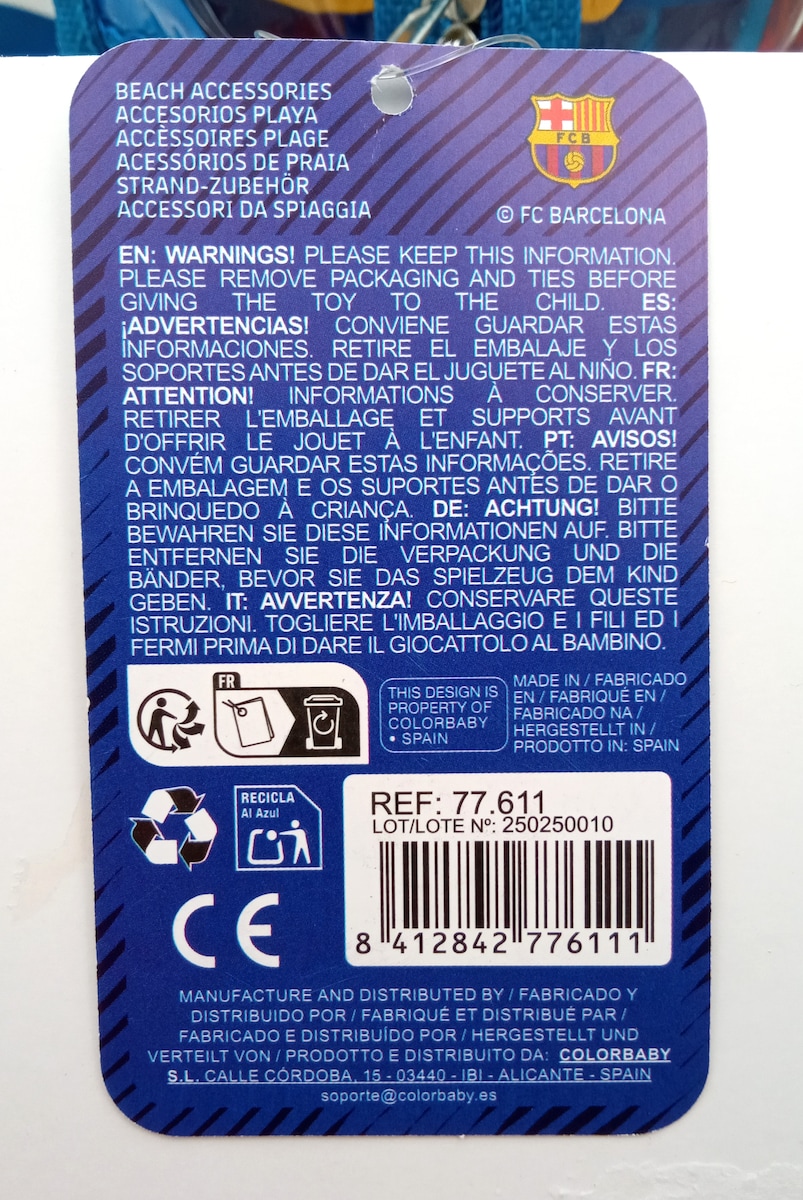 BEACH ACCESSORIES
ACCESORIOS PLAYA
ACCÈSSOIRES PLAGE
ACESSÓRIOS DE PRAIA
STRAND-ZUBEHÖR
ACCESSORI DA SPIAGGIA
FCB
© FC BARCELONA
EN: WARNINGS! PLEASE KEEP THIS INFORMATION.
PLEASE REMOVE PACKAGING AND TIES BEFORE
GIVING THE TOY TO THE CHILD. ES:
¡ADVERTENCIAS! CONVIENE GUARDAR ESTAS
INFORMACIONES. RETIRE EL EMBALAJE Y LOS
SOPORTES ANTES DE DAR EL JUGUETE AL NIÑO. FR:
ATTENTION! INFORMATIONS À CONSERVER.
RETIRER L'EMBALLAGE ET SUPPORTS AVANT
D'OFFRIR LE JOUET À L'ENFANT. PT: AVISOS!
CONVÉM GUARDAR ESTAS INFORMAÇÕES. RETIRE
A EMBALAGEM E OS SUPORTES ANTES DE DAR O
BRINQUEDO À CRIANÇA. DE: ACHTUNG! BITTE
BEWAHREN SIE DIESE INFORMATIONEN AUF. BITTE
ENTFERNEN SIE DIE VERPACKUNG UND DIE
BÄNDER, BEVOR SIE DAS SPIELZEUG DEM KIND
GEBEN. IT: AVVERTENZA! CONSERVARE QUESTE
ISTRUZIONI. TOGLIERE L'IMBALLAGGIO E I FILI ED I
FERMI PRIMA DI DARE IL GIOCATTOLO AL BAMBINO.
FR
THIS DESIGN IS
PROPERTY OF
COLORBABY
• SPAIN
MADE IN / FABRICADO
EN / FABRIQUÉ EN /
FABRICADO NA /
HERGESTELLT IN /
PRODOTTO IN: SPAIN
RECICLA
Al Azul
CE
REF: 77.611
LOT/LOTE Nº: 250250010
8 412842 776111
MANUFACTURE AND DISTRIBUTED BY / FABRICADO Y
DISTRIBUIDO POR / FABRIQUÉ ET DISTRIBUÉ PAR /
FABRICADO E DISTRIBUÍDO POR / HERGESTELLT UND
VERTEILT VON / PRODOTTO E DISTRIBUITO DA: COLORBABY
S.L. CALLE CÓRDOBA, 15 - 03440 - IBI - ALICANTE - SPAIN
soporte@colorbaby.es